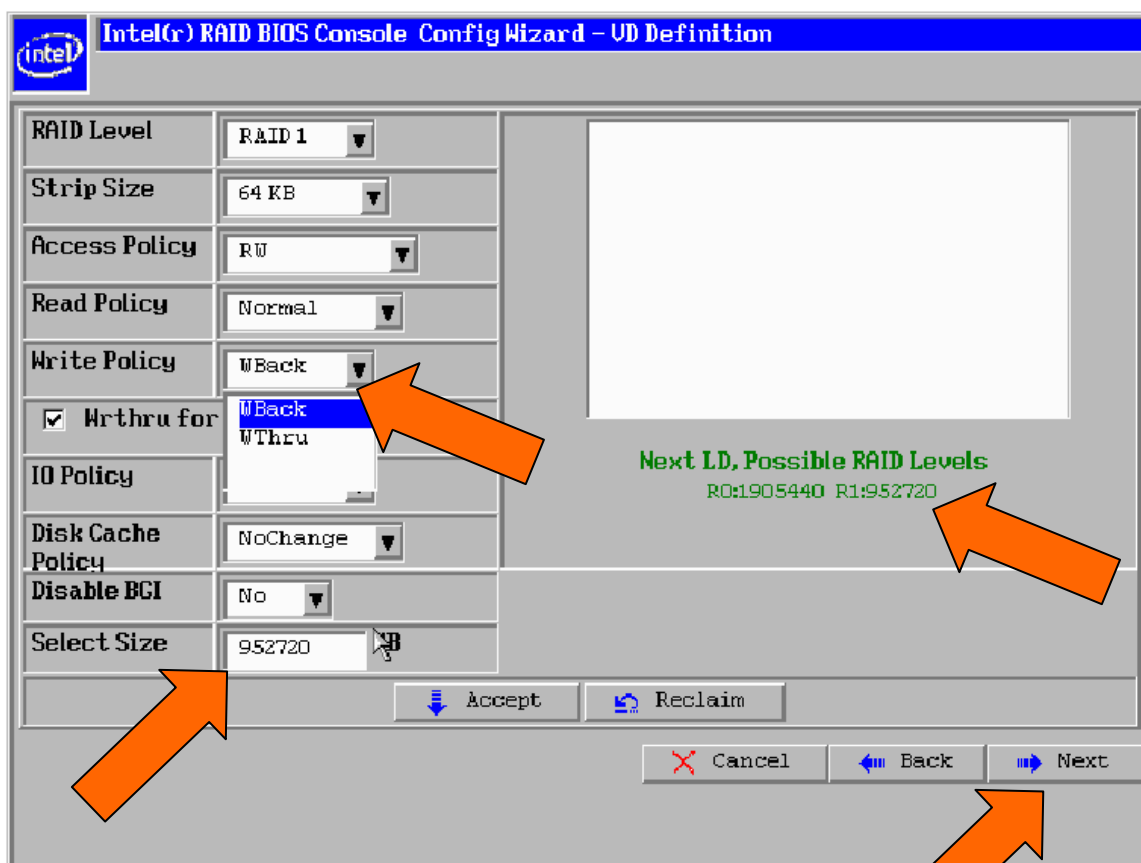 intel
Intel(r) RAID BIOS Console Config Wizard – VD Definition
RAID Level
RAID 1
Strip Size
64 KB
Access Policy
RW
Read Policy
Normal
Write Policy
WBack
WBack
WThru
Wrthru for
IO Policy
Disk Cache
Policy
NoChange
Disable BGI
No
Select Size
952720
Next LD, Possible RAID Levels
R0:1905440 R1:952720
Accept
Reclaim
Cancel
Back
Next